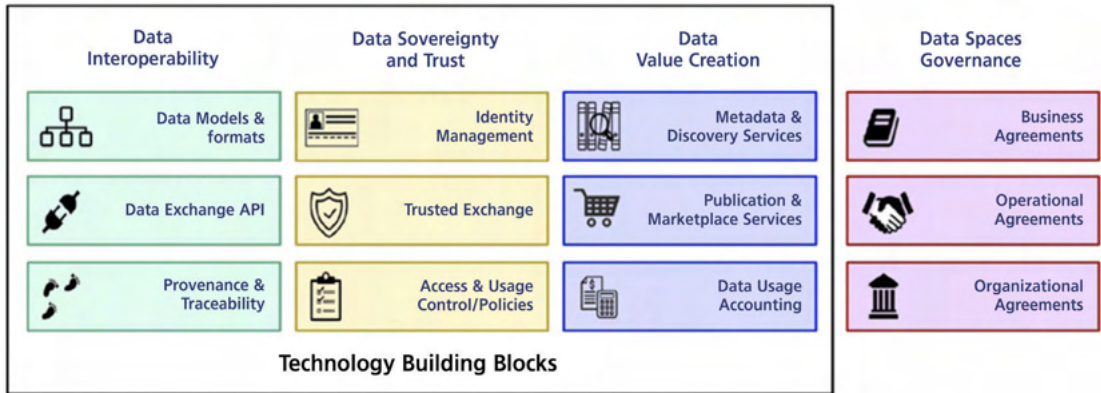 Data
Interoperability
Data Sovereignty
and Trust
Data
Value Creation
Data Spaces
Governance
Data Models &
formats
Identity
Management
Metadata &
Discovery Services
Business
Agreements
Data Exchange API
Trusted Exchange
Publication &
Marketplace Services
Operational
Agreements
Provenance &
Traceability
Access & Usage
Control/Policies
Data Usage
Accounting
Organizational
Agreements
Technology Building Blocks